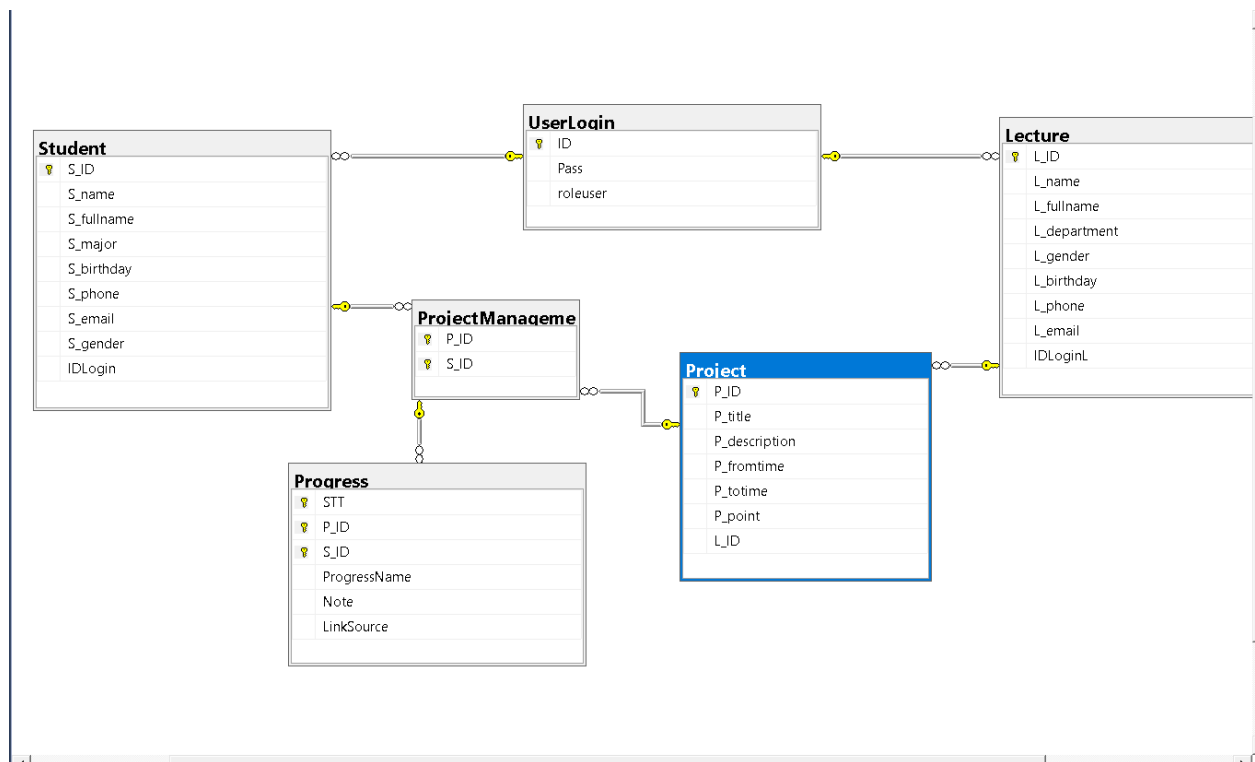 Student
S_ID
S_name
S_fullname
S_major
S_birthday
S_phone
S_email
S_gender
IDLogin
UserLogin
ID
Pass
roleuser
Lecture
L_ID
L_name
L_fullname
L_department
L_gender
L_birthday
L_phone
L_email
IDLoginL
ProjectManageme
P_ID
S_ID
Project
P_ID
P_title
P_description
P_fromtime
P_totime
P_point
L_ID
Progress
STT
P_ID
S_ID
ProgressName
Note
LinkSource